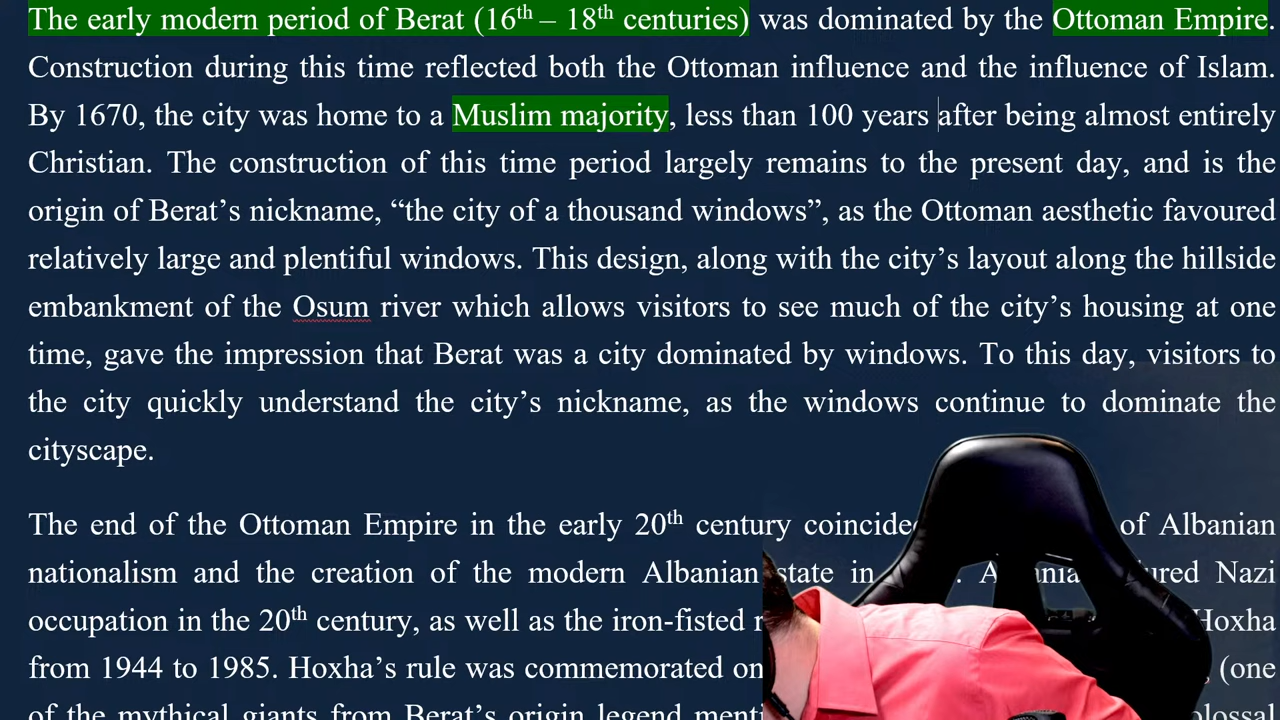 The early modern period of Berat (16th – 18th centuries) was dominated by the Ottoman Empire.
Construction during this time reflected both the Ottoman influence and the influence of Islam.
By 1670, the city was home to a Muslim majority, less than 100 years after being almost entirely
Christian. The construction of this time period largely remains to the present day, and is the
origin of Berat’s nickname, “the city of a thousand windows”, as the Ottoman aesthetic favoured
relatively large and plentiful windows. This design, along with the city’s layout along the hillside
embankment of the Osum river which allows visitors to see much of the city’s housing at one
time, gave the impression that Berat was a city dominated by windows. To this day, visitors to
the city quickly understand the city’s nickname, as the windows continue to dominate the
cityscape.
The end of the Ottoman Empire in the early 20th century of Albanian
nationalism and the creation of the modern Albanian state in Nazi
occupation in the 20th century, as well as the iron-fisted Hoxha
from 1944 to 1985. Hoxha’s rule was commemorated on (one
of the mythical giants from Berat’s origin legend